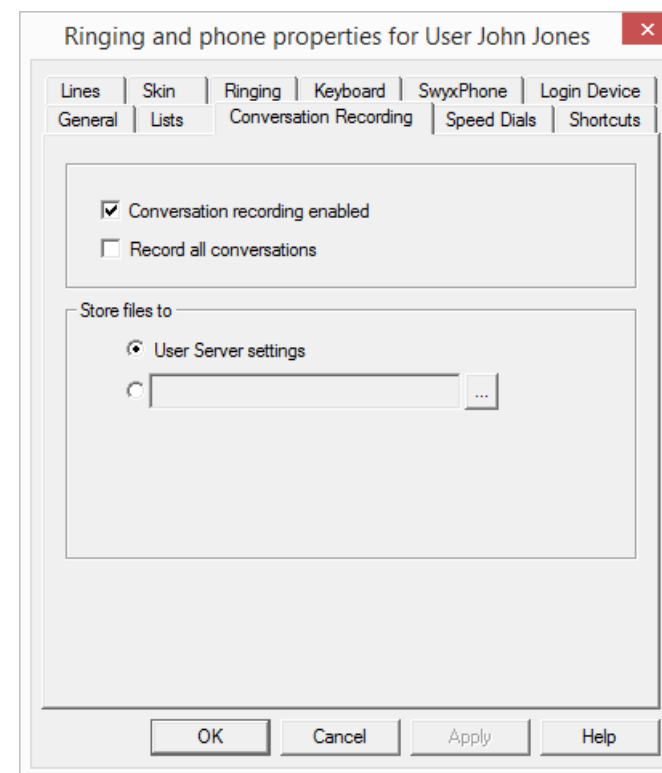 Ringing and phone properties for User John Jones
Lines Skin Ringing Keyboard SwyxPhone Login Device
General Lists Conversation Recording Speed Dials Shortcuts
Conversation recording enabled
Record all conversations
Store files to
User Server settings
...
OK Cancel Apply Help